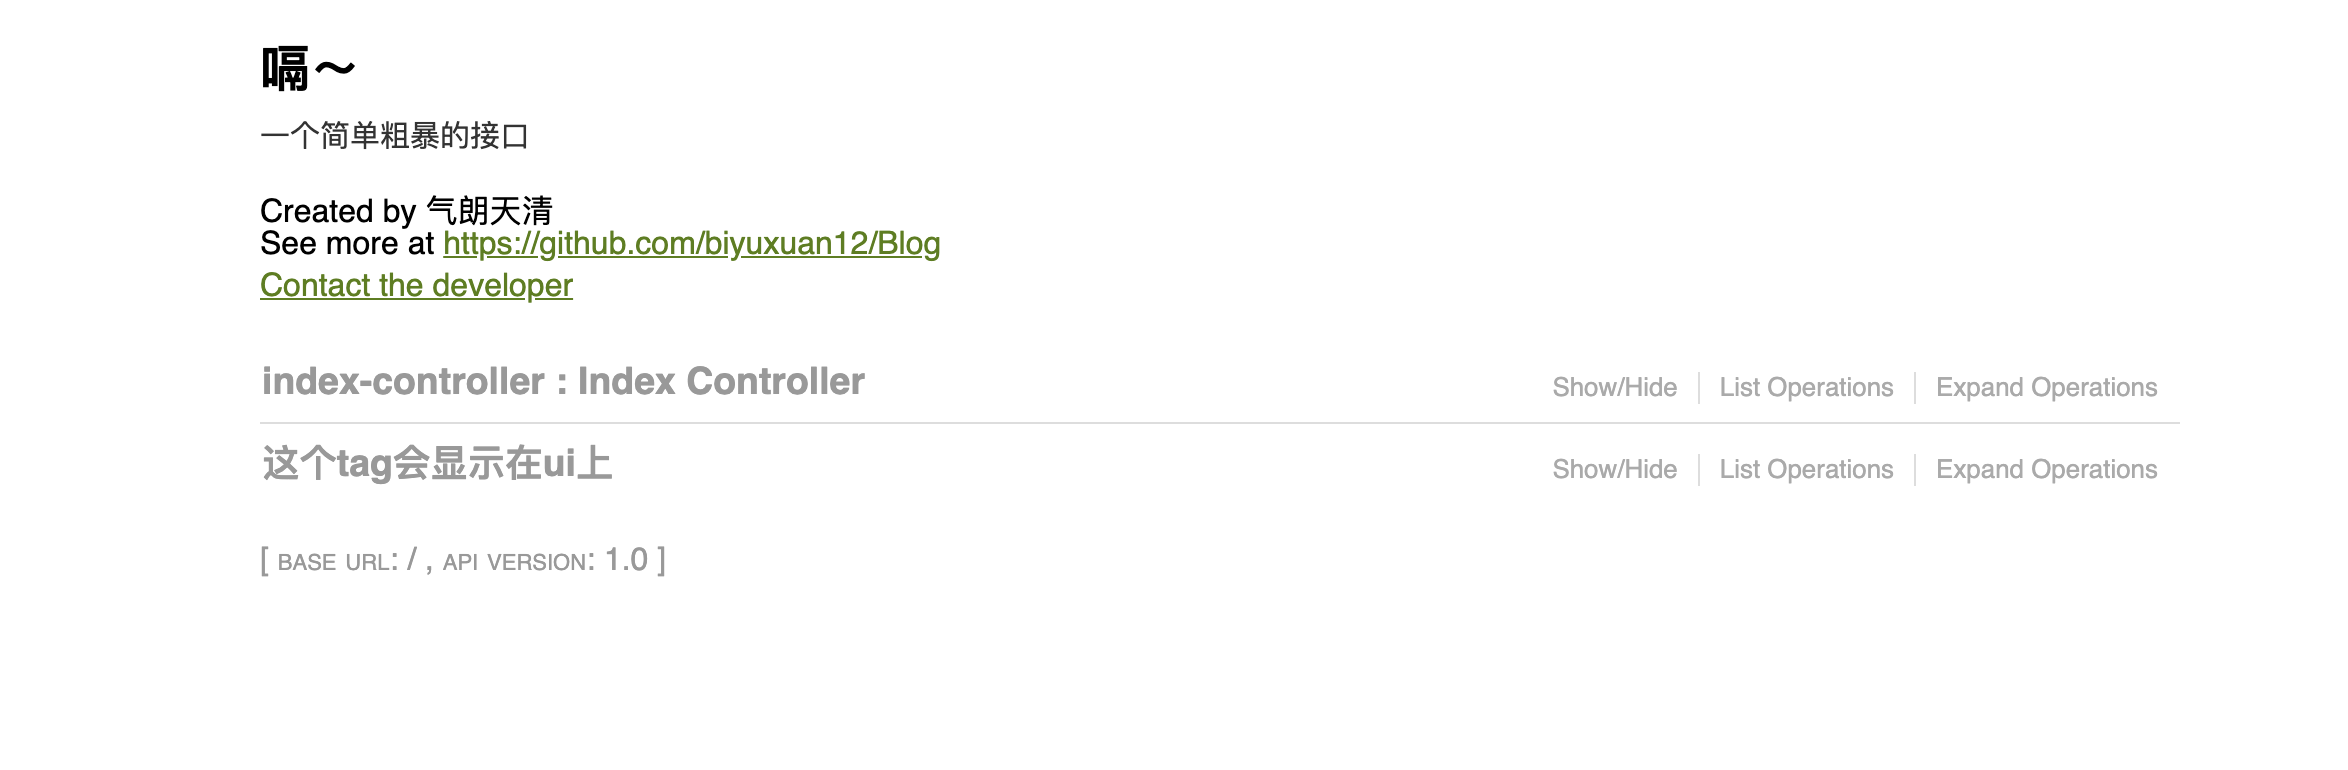 嗝～
一个简单粗暴的接口
Created by 气朗天清
See more at https://github.com/biyuxuan12/Blog
Contact the developer
index-controller : Index Controller Show/Hide List Operations Expand Operations
这个tag会显示在ui上 Show/Hide List Operations Expand Operations
[ BASE URL: / , API VERSION: 1.0 ]